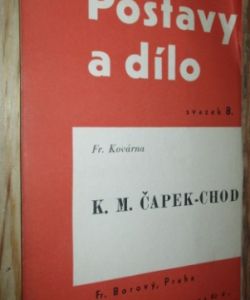 Postavy
a dílo
svazek 8.
Fr. Kovárna
K. M. ČAPEK-CHOD
Fr. Borový, Praha